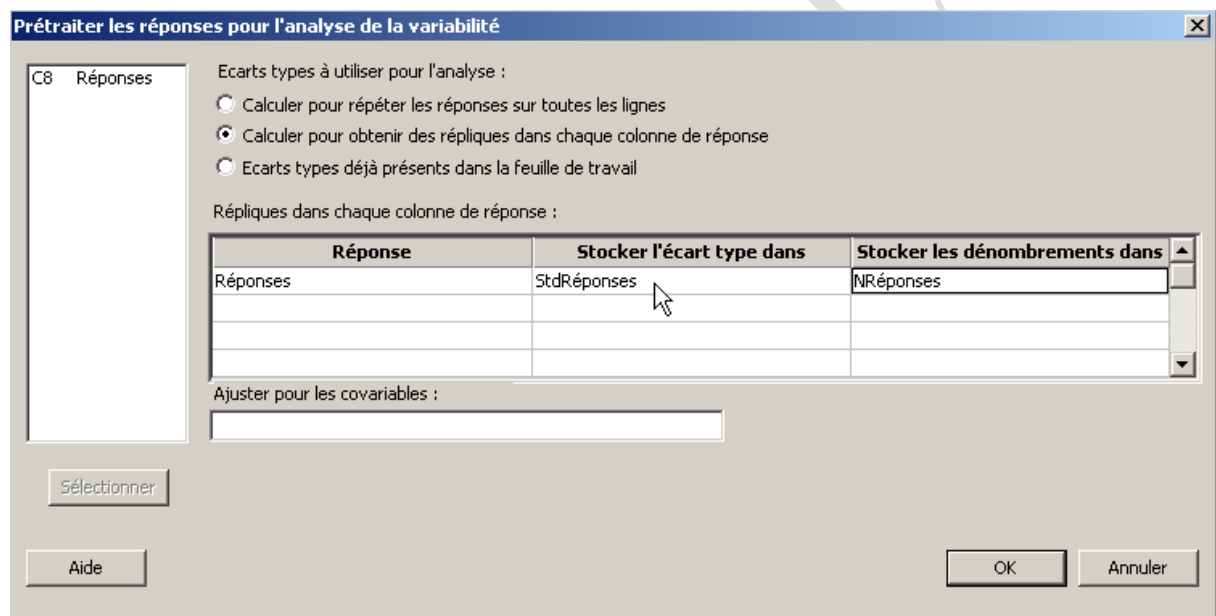 Prétraiter les réponses pour l'analyse de la variabilité
C8 Réponses
Ecarts types à utiliser pour l'analyse :
Calculer pour répéter les réponses sur toutes les lignes
Calculer pour obtenir des répliques dans chaque colonne de réponse
Ecarts types déjà présents dans la feuille de travail
Répliques dans chaque colonne de réponse :
Réponse Stocker l'écart type dans Stocker les dénombrements dans
Réponses StdRéponses NRéponses
Ajuster pour les covariables :
Sélectionner
Aide OK Annuler